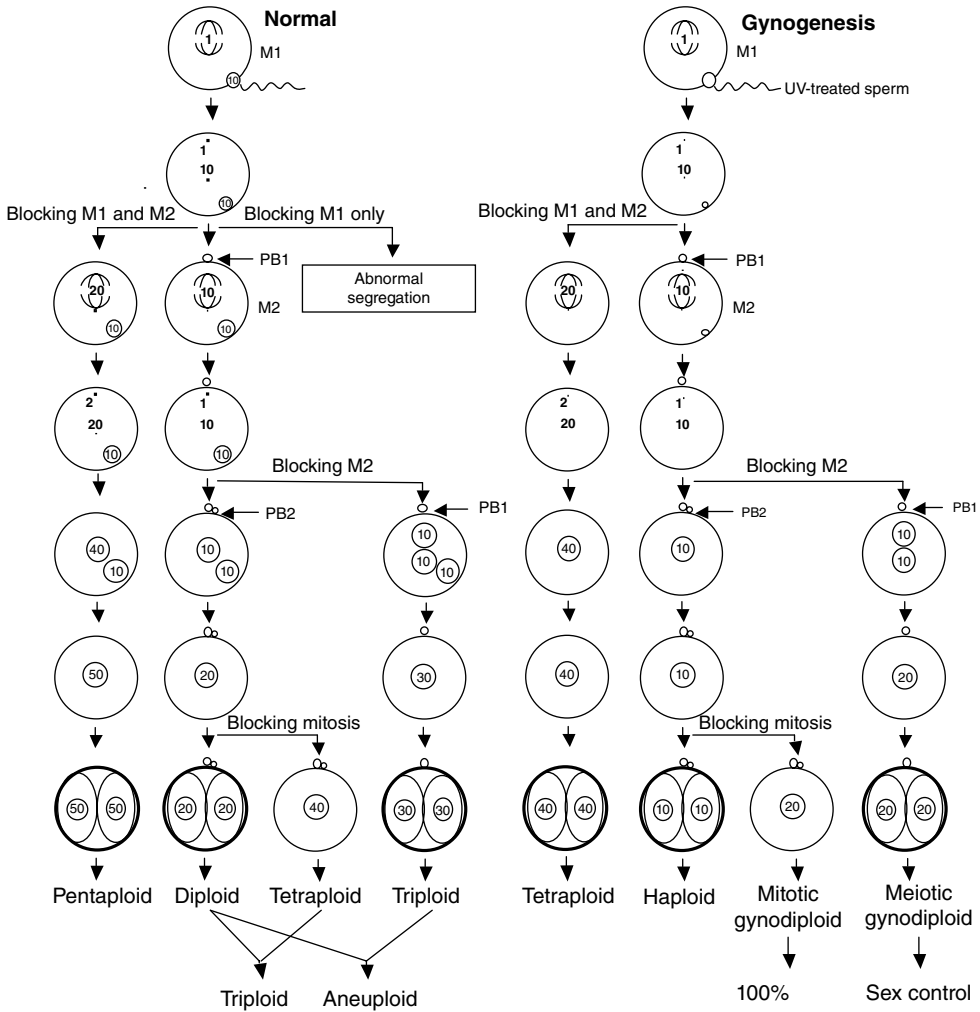 Normal
Gynogenesis
1
M1
10
1
M1
UV-treated sperm
1
10
10
1
10
Blocking M1 and M2
Blocking M1 only
Blocking M1 and M2
PB1
PB1
Abnormal
segregation
20
10
10
10
M2
20
10
M2
2
20
10
1
10
10
2
20
1
10
Blocking M2
Blocking M2
PB2
PB1
PB2
PB1
40
10
10
10
10
10
10
40
10
10
10
50
20
30
40
10
20
Blocking mitosis
Blocking mitosis
50
50
20
20
40
30
30
40
40
10
10
20
20
20
Pentaploid
Diploid
Tetraploid
Triploid
Tetraploid
Haploid
Mitotic
gynodiploid
Meiotic
gynodiploid
Triploid
Aneuploid
100%
Sex control